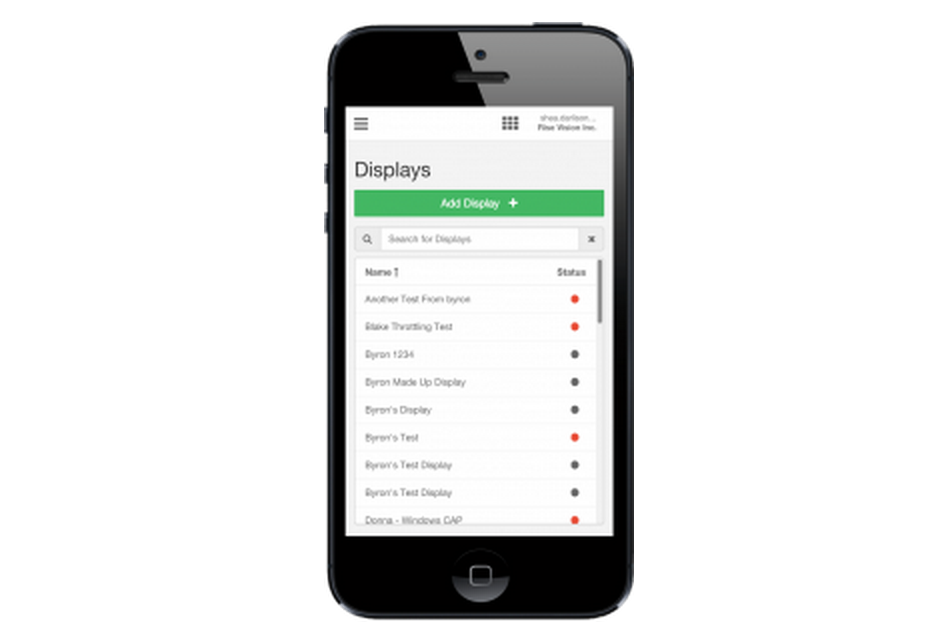 shea.darlison...
Rise Vision Inc.
Displays
Add Display +
Search for Displays
Name
Status
Another Test From byron
Blake Throttling Test
Byron 1234
Byron Made Up Display
Byron's Display
Byron's Test
Byron's Test Display
Byron's Test Display
Donna - Windows CAP